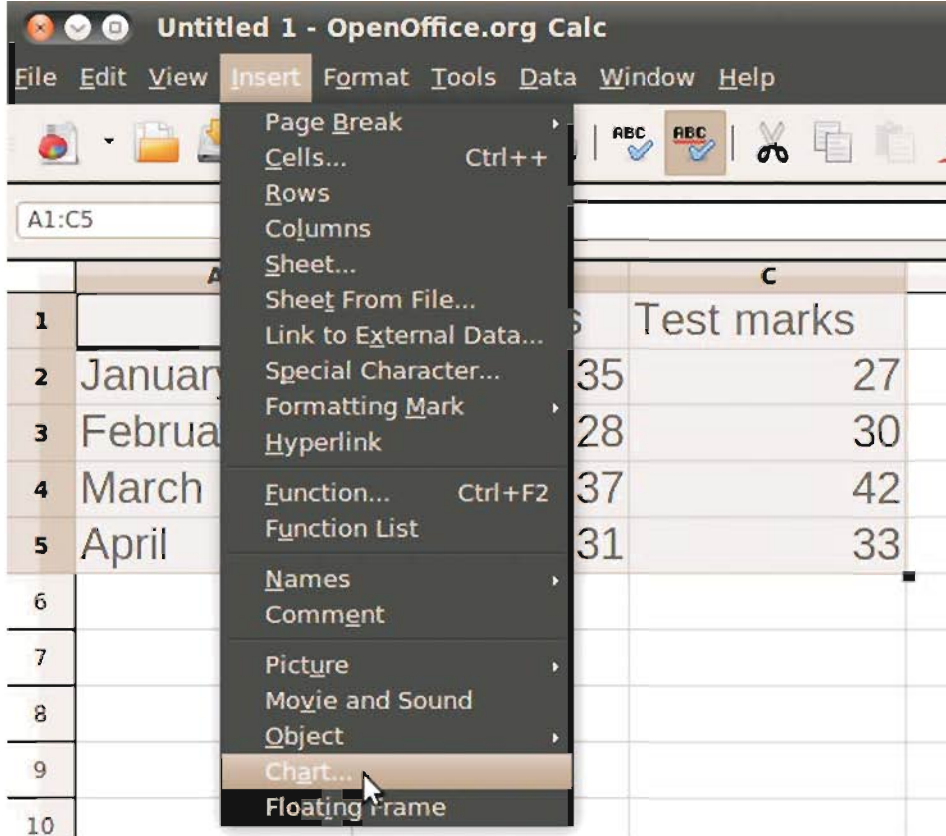 Untitled 1 - OpenOffice.org Calc
File Edit View Insert Format Tools Data Window Help
ABC ABC
A1:C5
Page Break
Cells... Ctrl++
Rows
Columns
Sheet...
Sheet From File...
Link to External Data...
Special Character...
Formatting Mark
Hyperlink
Function... Ctrl+F2
Function List
Names
Comment
Picture
Movie and Sound
Object
Chart...
Floating Frame
A C
1 Test marks
2 January 35 27
3 Februa 28 30
4 March 37 42
5 April 31 33
6
7
8
9
10